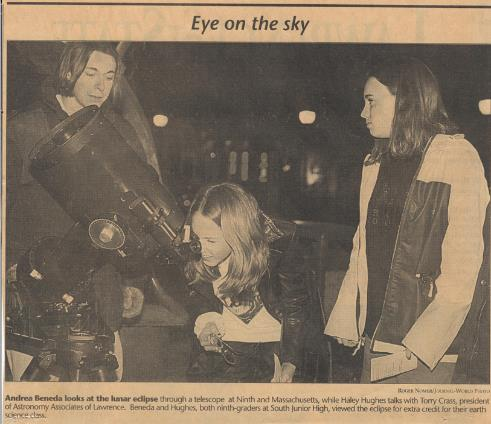 Eye on the sky
ROGER NOMER/JOURNAL-WORLD PHOTO
Andrea Beneda looks at the lunar eclipse through a telescope at Ninth and Massachusetts, while Haley Hughes talks with Torry Crass, president
of Astronomy Associates of Lawrence. Beneda and Hughes, both ninth-graders at South Junior High, viewed the eclipse for extra credit for their earth
science class.